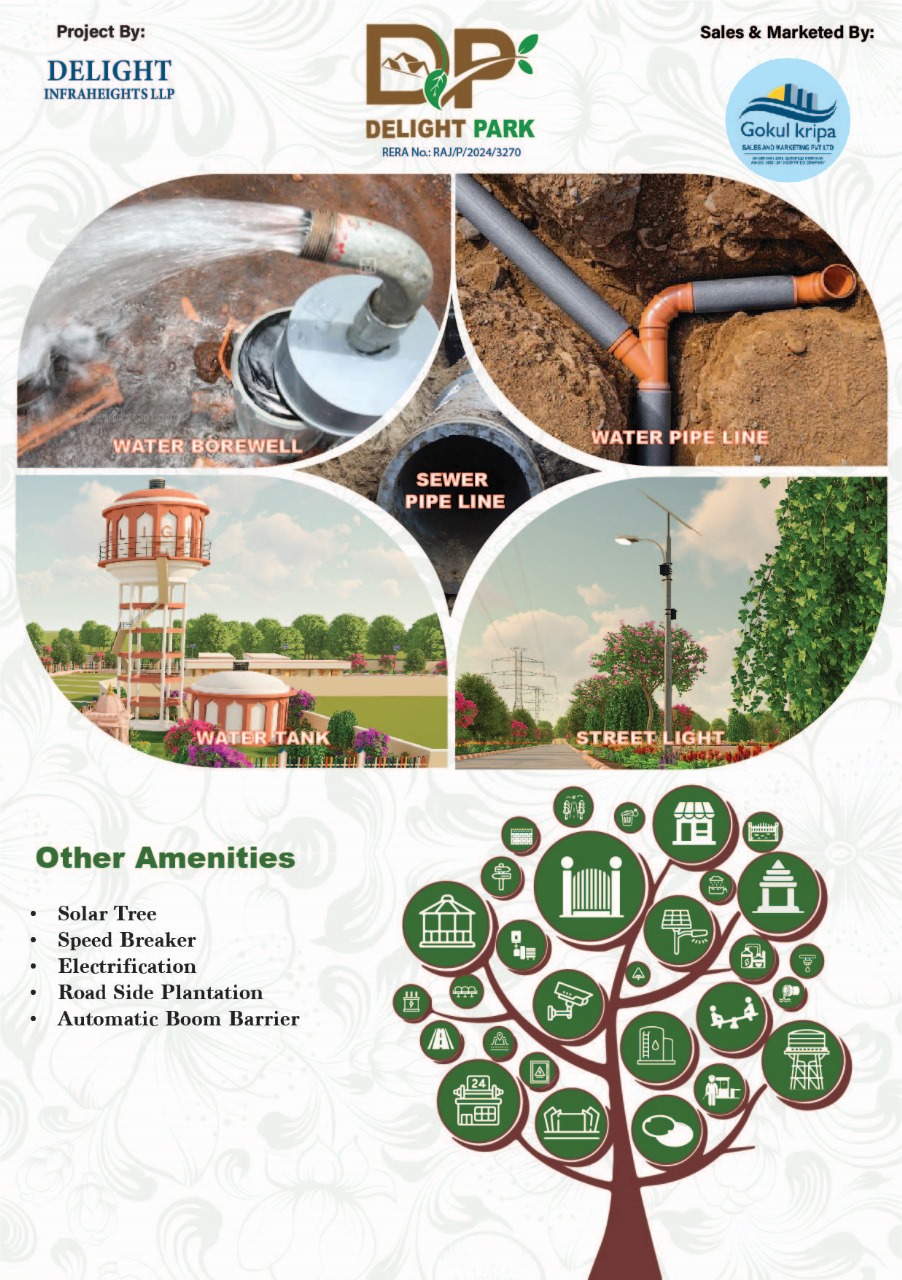 Project By:
DELIGHT
INFRAHEIGHTS LLP
DP
DELIGHT PARK
RERA No.: RAJ/P/2024/3270
Sales & Marketed By:
Gokul kripa
SALES AND MARKETING PVT LTD
WATER BOREWELL
WATER PIPE LINE
SEWER
PIPE LINE
WATER TANK
STREET LIGHT
Other Amenities
• Solar Tree
• Speed Breaker
• Electrification
• Road Side Plantation
• Automatic Boom Barrier
24